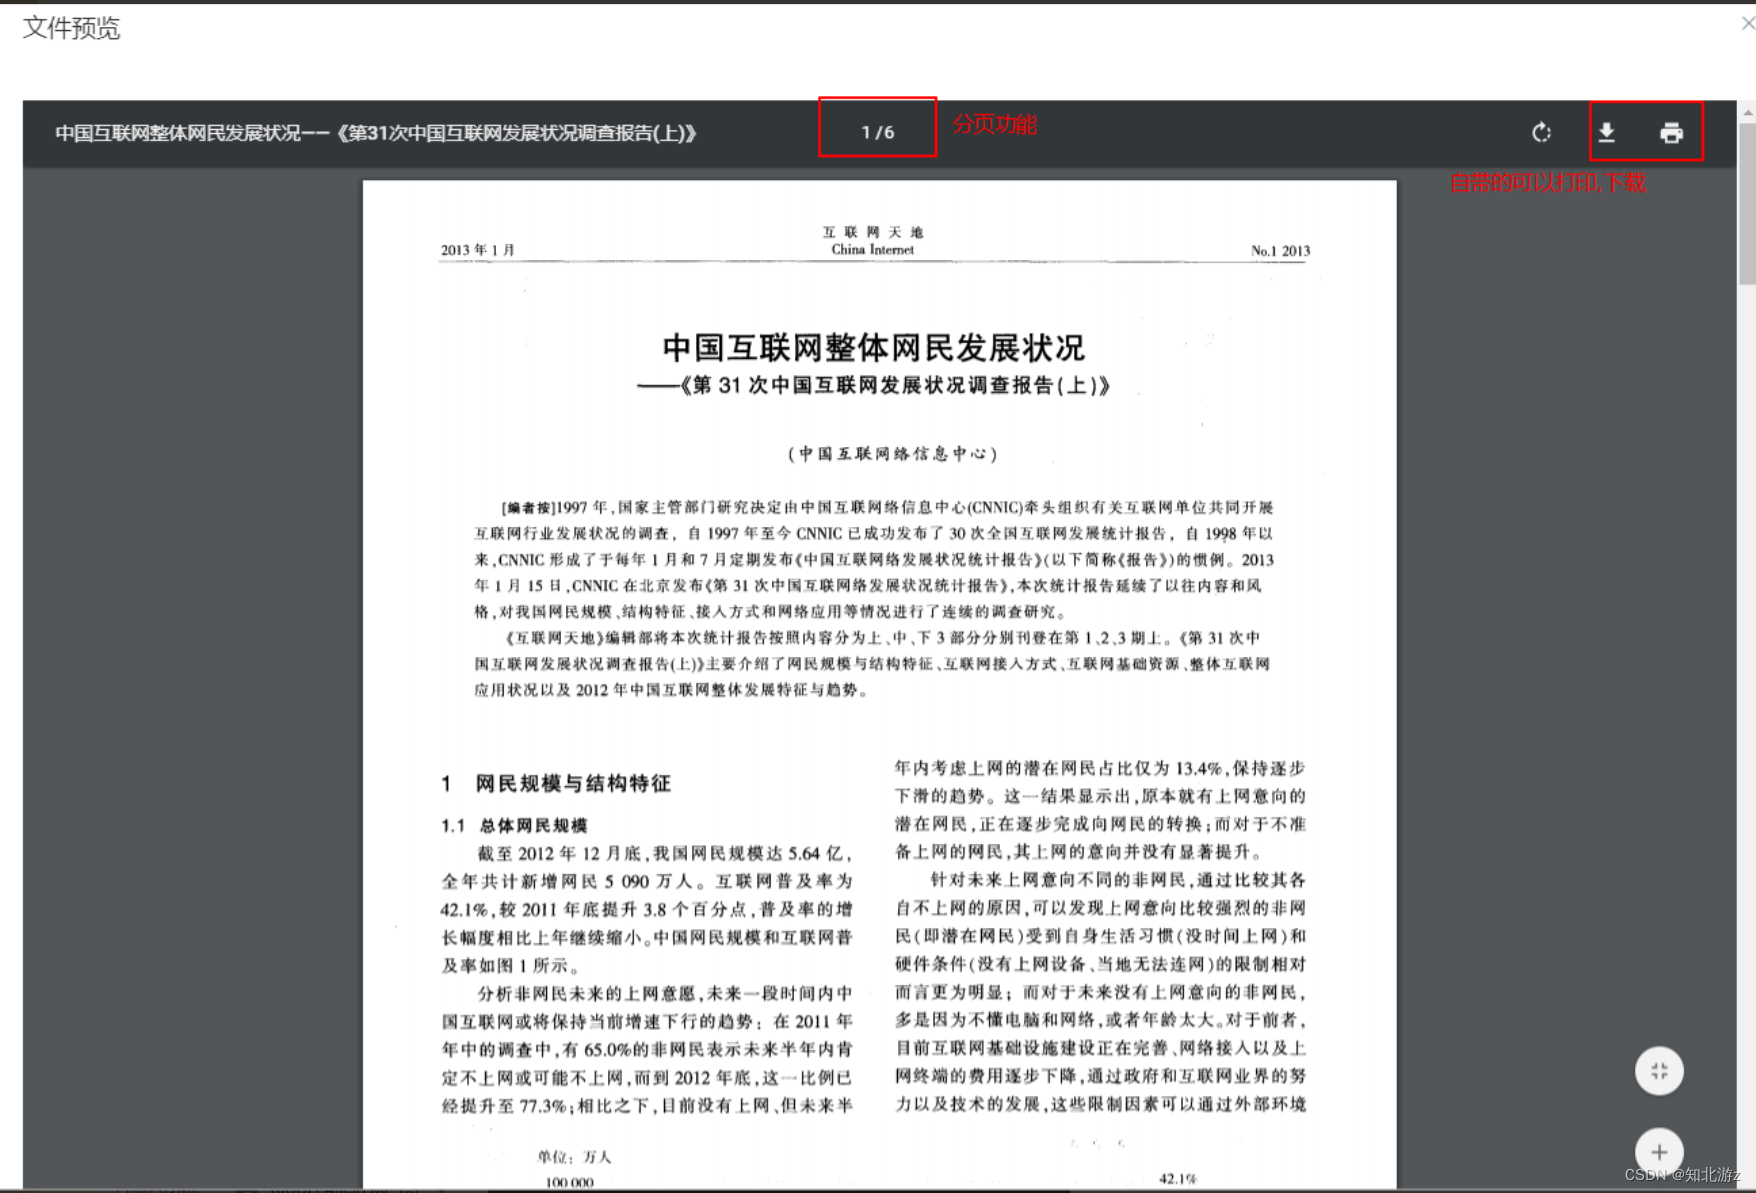 文件预览
中国互联网整体网民发展状况——《第31次中国互联网发展状况调查报告(上)》
1 / 6
分页功能
自带的可以打印,下载
互 联 网 天 地
2013 年 1 月
China Internet
No.1 2013
中国互联网整体网民发展状况
——《第 31 次中国互联网发展状况调查报告(上)》
(中国互联网络信息中心)
[编者按]1997 年,国家主管部门研究决定由中国互联网络信息中心(CNNIC)牵头组织有关互联网单位共同开展
互联网行业发展状况的调查，自 1997 年至今 CNNIC 已成功发布了 30 次全国互联网发展统计报告，自 1998 年以
来,CNNIC 形成了于每年 1 月和 7 月定期发布《中国互联网络发展状况统计报告》(以下简称《报告》)的惯例。2013
年 1 月 15 日,CNNIC 在北京发布《第 31 次中国互联网络发展状况统计报告》,本次统计报告延续了以往内容和风
格,对我国网民规模、结构特征、接入方式和网络应用等情况进行了连续的调查研究。
《互联网天地》编辑部将本次统计报告按照内容分为上、中、下 3 部分分别刊登在第 1、2、3 期上。《第 31 次中
国互联网发展状况调查报告(上)》主要介绍了网民规模与结构特征、互联网接入方式、互联网基础资源、整体互联网
应用状况以及 2012 年中国互联网整体发展特征与趋势。
1 网民规模与结构特征
1.1 总体网民规模
截至 2012 年 12 月底,我国网民规模达 5.64 亿,
全年共计新增网民 5 090 万人。互联网普及率为
42.1%,较 2011 年底提升 3.8 个百分点,普及率的增
长幅度相比上年继续缩小。中国网民规模和互联网普
及率如图 1 所示。
分析非网民未来的上网意愿,未来一段时间内中
国互联网或将保持当前增速下行的趋势；在 2011 年
年中的调查中,有 65.0%的非网民表示未来半年内肯
定不上网或可能不上网,而到 2012 年底,这一比例已
经提升至 77.3%;相比之下,目前没有上网、但未来半
单位：万人
100 000
年内考虑上网的潜在网民占比仅为 13.4%,保持逐步
下滑的趋势。这一结果显示出,原本就有上网意向的
潜在网民,正在逐步完成向网民的转换;而对于不准
备上网的网民,其上网的意向并没有显著提升。
针对未来上网意向不同的非网民,通过比较其各
自不上网的原因,可以发现上网意向比较强烈的非网
民(即潜在网民)受到自身生活习惯(没时间上网)和
硬件条件(没有上网设备、当地无法连网)的限制相对
而言更为明显；而对于未来没有上网意向的非网民,
多是因为不懂电脑和网络,或者年龄太大。对于前者,
目前互联网基础设施建设正在完善、网络接入以及上
网终端的费用逐步下降,通过政府和互联网业界的努
力以及技术的发展,这些限制因素可以通过外部环境
42.1%
CSDN @知北游z